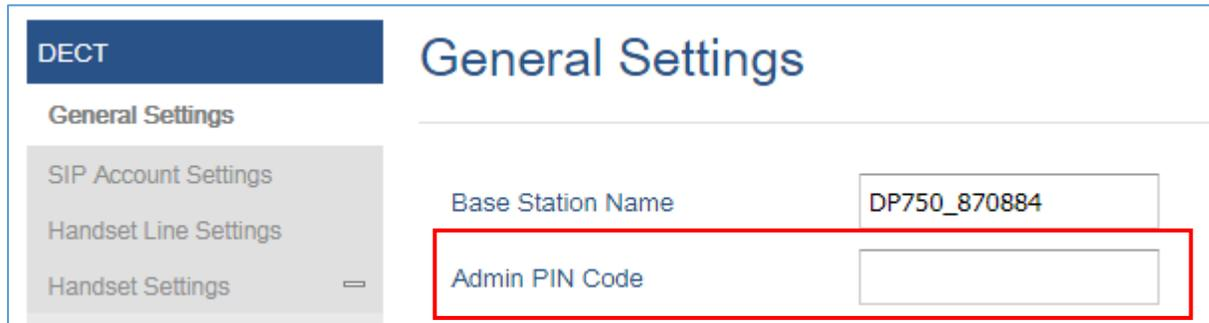 DECT
General Settings
SIP Account Settings
Handset Line Settings
Handset Settings
General Settings
Base Station Name DP750_870884
Admin PIN Code